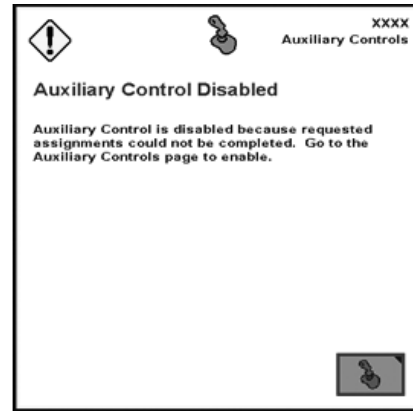 XXXX
Auxiliary Controls
Auxiliary Control Disabled
Auxiliary Control is disabled because requested
assignments could not be completed. Go to the
Auxiliary Controls page to enable.